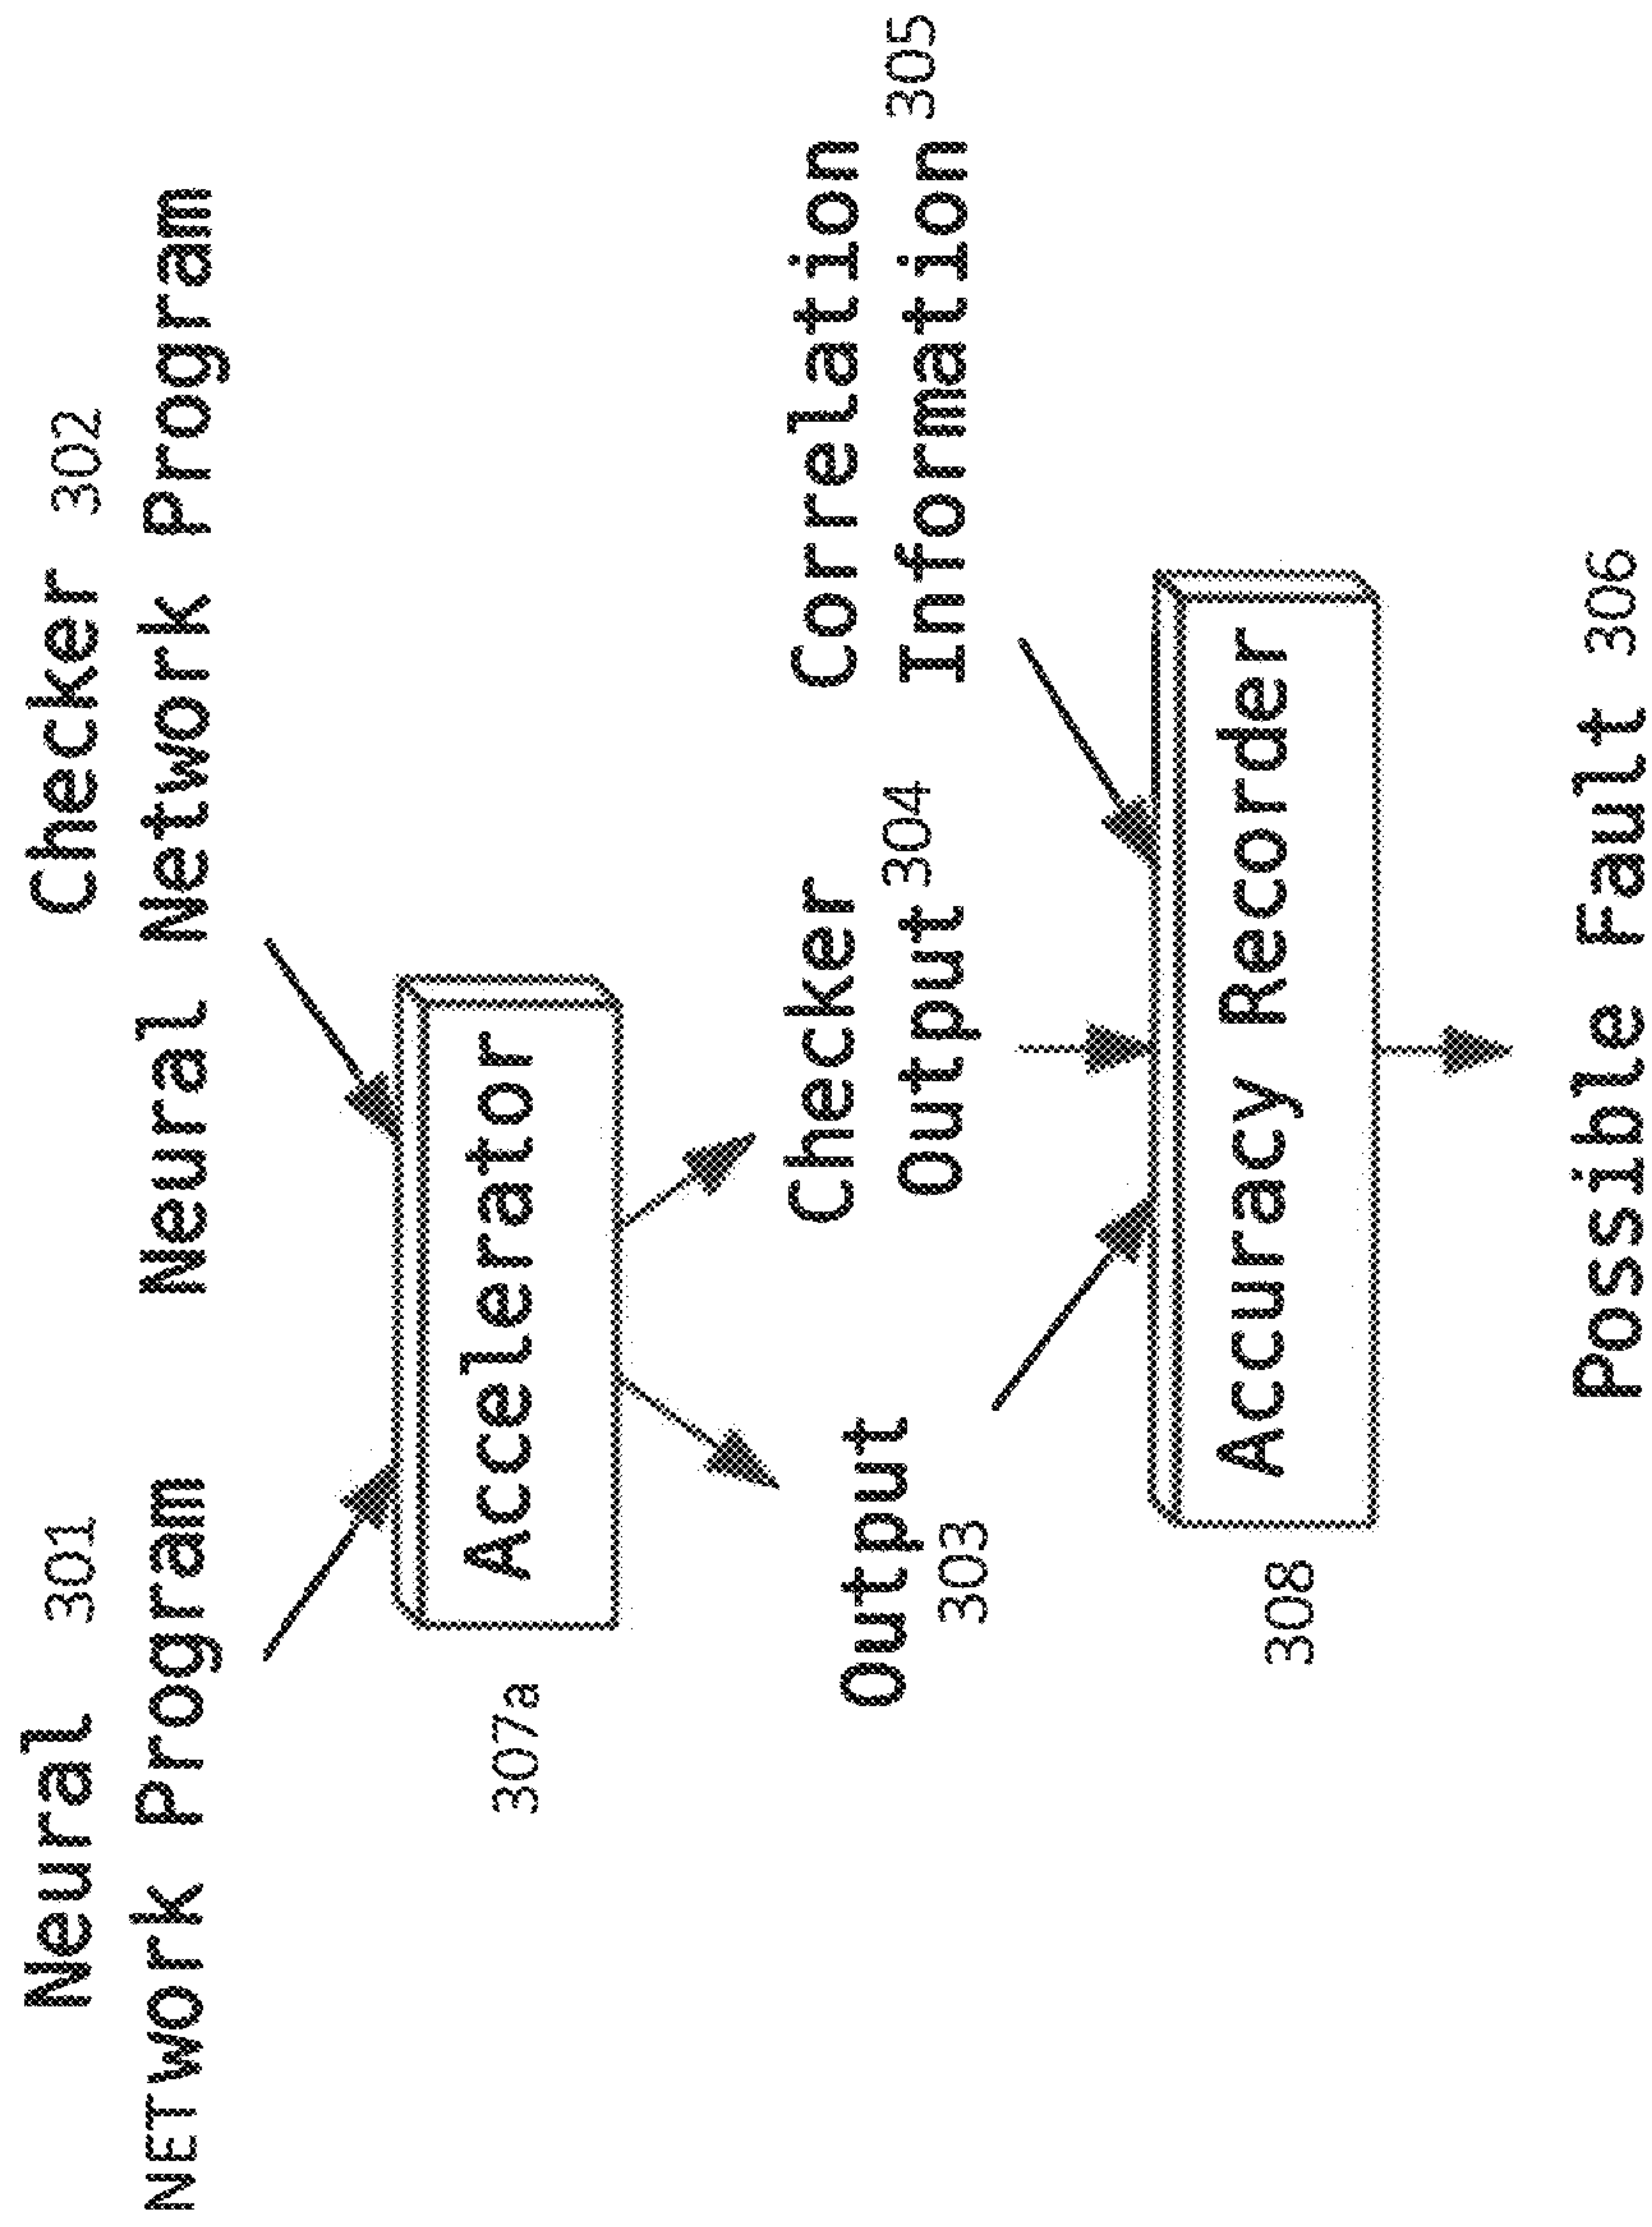 Neural 301
NETwork Program
Checker 302
Neural Network Program
307a
Accelerator
Output
303
Checker
Output 304
Correlation
Information 305
308
Accuracy Recorder
Possible Fault 306